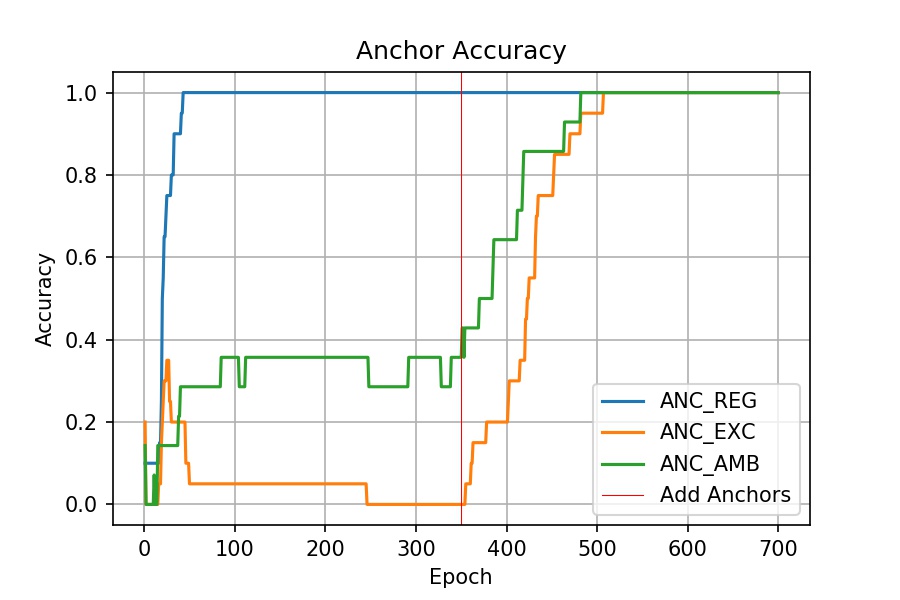 Anchor Accuracy
Accuracy
1.0
0.8
0.6
0.4
0.2
0.0
ANC_REG
ANC_EXC
ANC_AMB
Add Anchors
0 100 200 300 400 500 600 700
Epoch